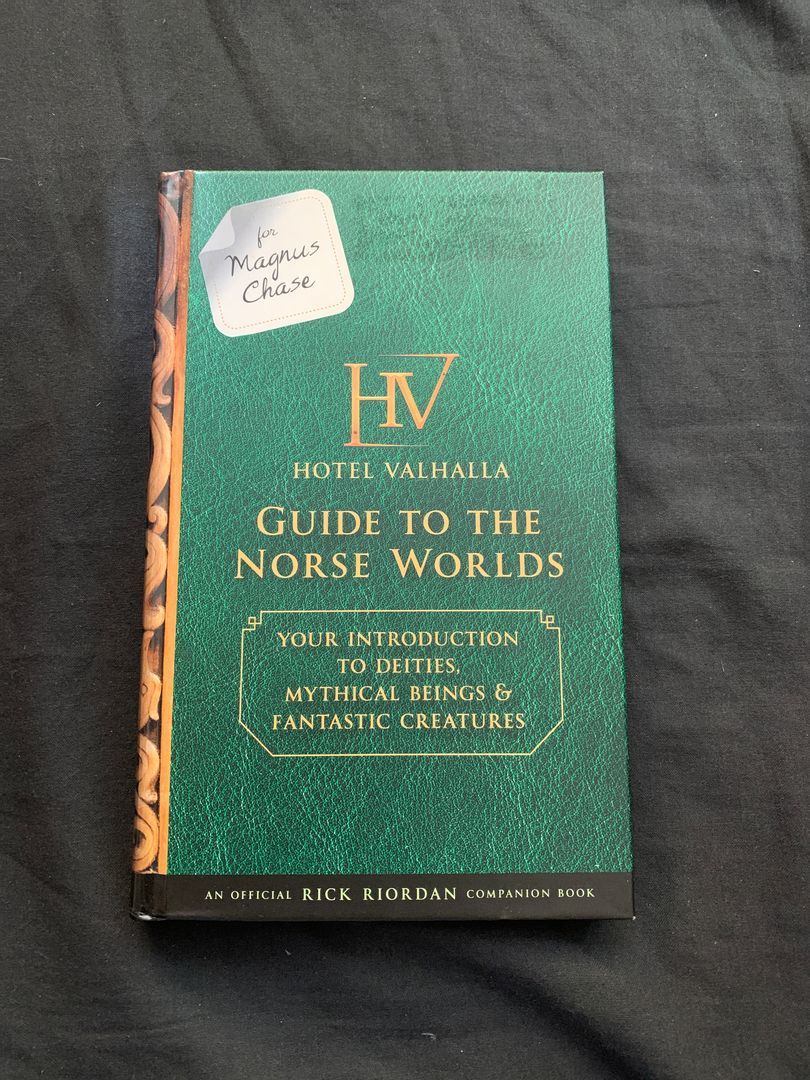 for
Magnus
Chase
HV
HOTEL VALHALLA
GUIDE TO THE
NORSE WORLDS
YOUR INTRODUCTION
TO DEITIES,
MYTHICAL BEINGS &
FANTASTIC CREATURES
AN OFFICIAL RICK RIORDAN COMPANION BOOK